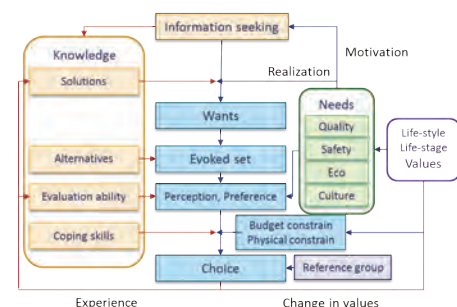 Information seeking
Knowledge
Motivation
Solutions
Realization
Needs
Wants
Quality
Life-style
Life-stage
Values
Safety
Alternatives
Evoked set
Eco
Evaluation ability
Perception, Preference
Culture
Coping skills
Budget constrain
Physical constrain
Choice
Reference group
Experience
Change in values